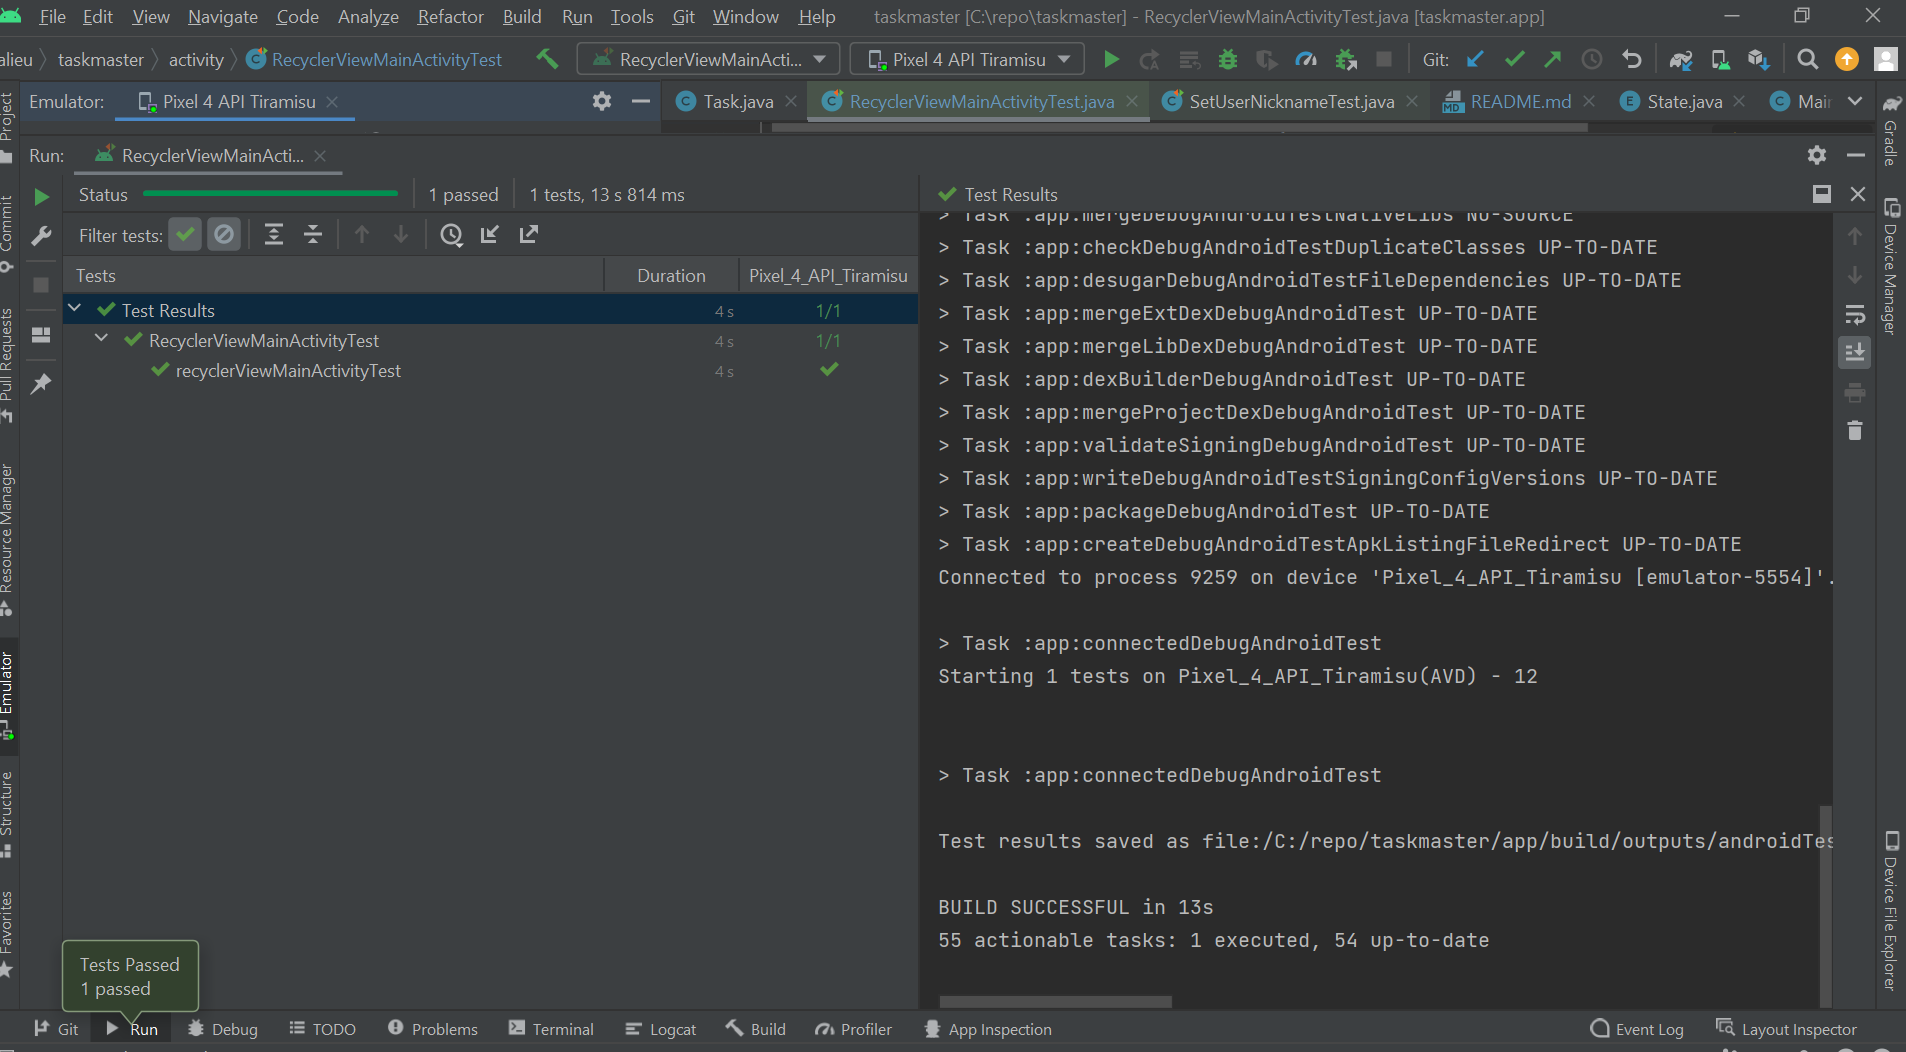 File Edit View Navigate Code Analyze Refactor Build Run Tools Git Window Help taskmaster [C:\repo\taskmaster] - RecyclerViewMainActivityTest.java [taskmaster.app]
alieu taskmaster activity RecyclerViewMainActivityTest RecyclerViewMainActi... Pixel 4 API Tiramisu Git:
Emulator: Pixel 4 API Tiramisu Task.java RecyclerViewMainActivityTest.java SetUserNicknameTest.java README.md State.java Mair
Run: RecyclerViewMainActi...
Status 1 passed 1 tests, 13 s 814 ms
Filter tests:
Tests Duration Pixel_4_API_Tiramisu
Test Results 4 s 1/1
RecyclerViewMainActivityTest 4 s 1/1
recyclerViewMainActivityTest 4 s
Test Results
> Task :app:mergeDebugAndroidTestNativeLibs NO-SOURCE
> Task :app:checkDebugAndroidTestDuplicateClasses UP-TO-DATE
> Task :app:desugarDebugAndroidTestFileDependencies UP-TO-DATE
> Task :app:mergeExtDexDebugAndroidTest UP-TO-DATE
> Task :app:mergeLibDexDebugAndroidTest UP-TO-DATE
> Task :app:dexBuilderDebugAndroidTest UP-TO-DATE
> Task :app:mergeProjectDexDebugAndroidTest UP-TO-DATE
> Task :app:validateSigningDebugAndroidTest UP-TO-DATE
> Task :app:writeDebugAndroidTestSigningConfigVersions UP-TO-DATE
> Task :app:packageDebugAndroidTest UP-TO-DATE
> Task :app:createDebugAndroidTestApkListingFileRedirect UP-TO-DATE
Connected to process 9259 on device 'Pixel_4_API_Tiramisu [emulator-5554]'.
> Task :app:connectedDebugAndroidTest
Starting 1 tests on Pixel_4_API_Tiramisu(AVD) - 12
> Task :app:connectedDebugAndroidTest
Test results saved as file:/C:/repo/taskmaster/app/build/outputs/androidTes
BUILD SUCCESSFUL in 13s
55 actionable tasks: 1 executed, 54 up-to-date
Project
Commit
Pull Requests
Resource Manager
Emulator
Structure
Favorites
Gradle
Device Manager
Device File Explorer
Tests Passed
1 passed
Git Run Debug TODO Problems Terminal Logcat Build Profiler App Inspection Event Log Layout Inspector